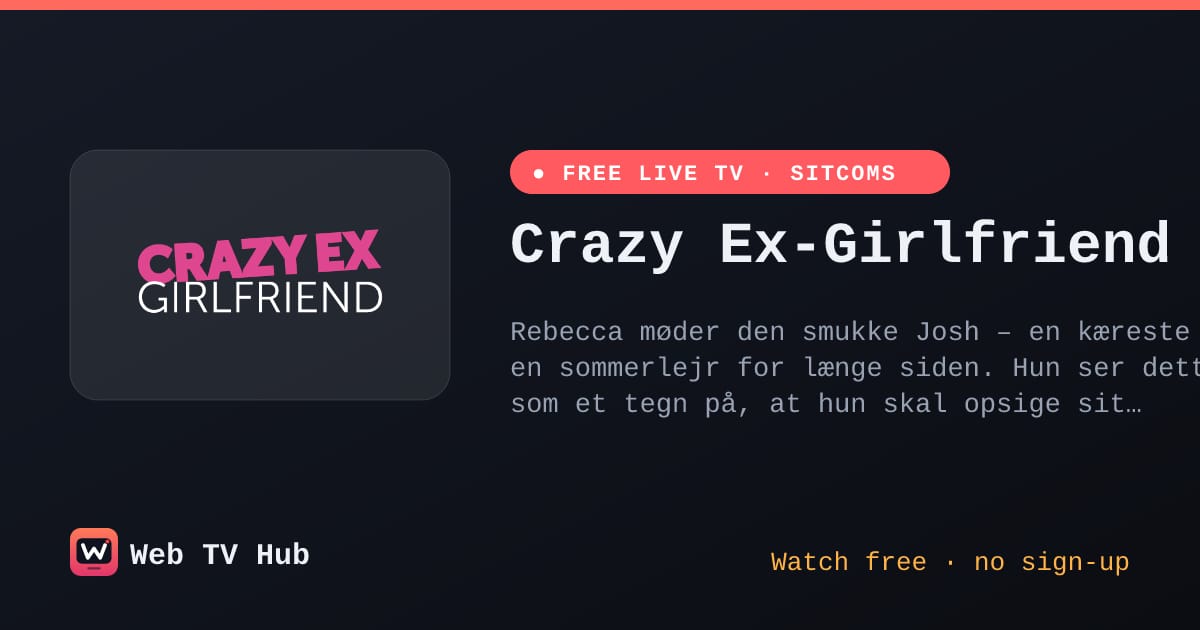 CRAZY EX
GIRLFRIEND
● FREE LIVE TV · SITCOMS
Crazy Ex-Girlfriend
Rebecca møder den smukke Josh – en kæreste
en sommerlejr for længe siden. Hun ser dett
som et tegn på, at hun skal opsige sit…
W
Web TV Hub
Watch free · no sign-up